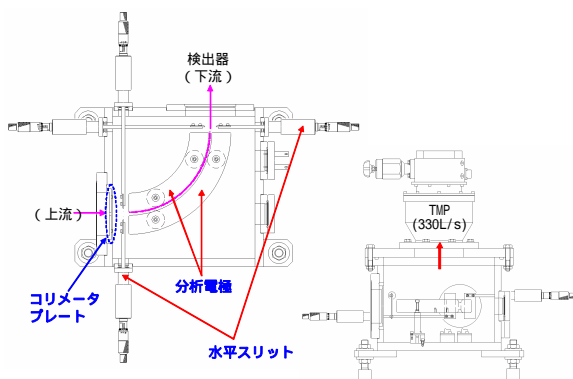 検出器
（下流）
（上流）
コリメータ
プレート
分析電極
水平スリット
TMP
(330L/s)